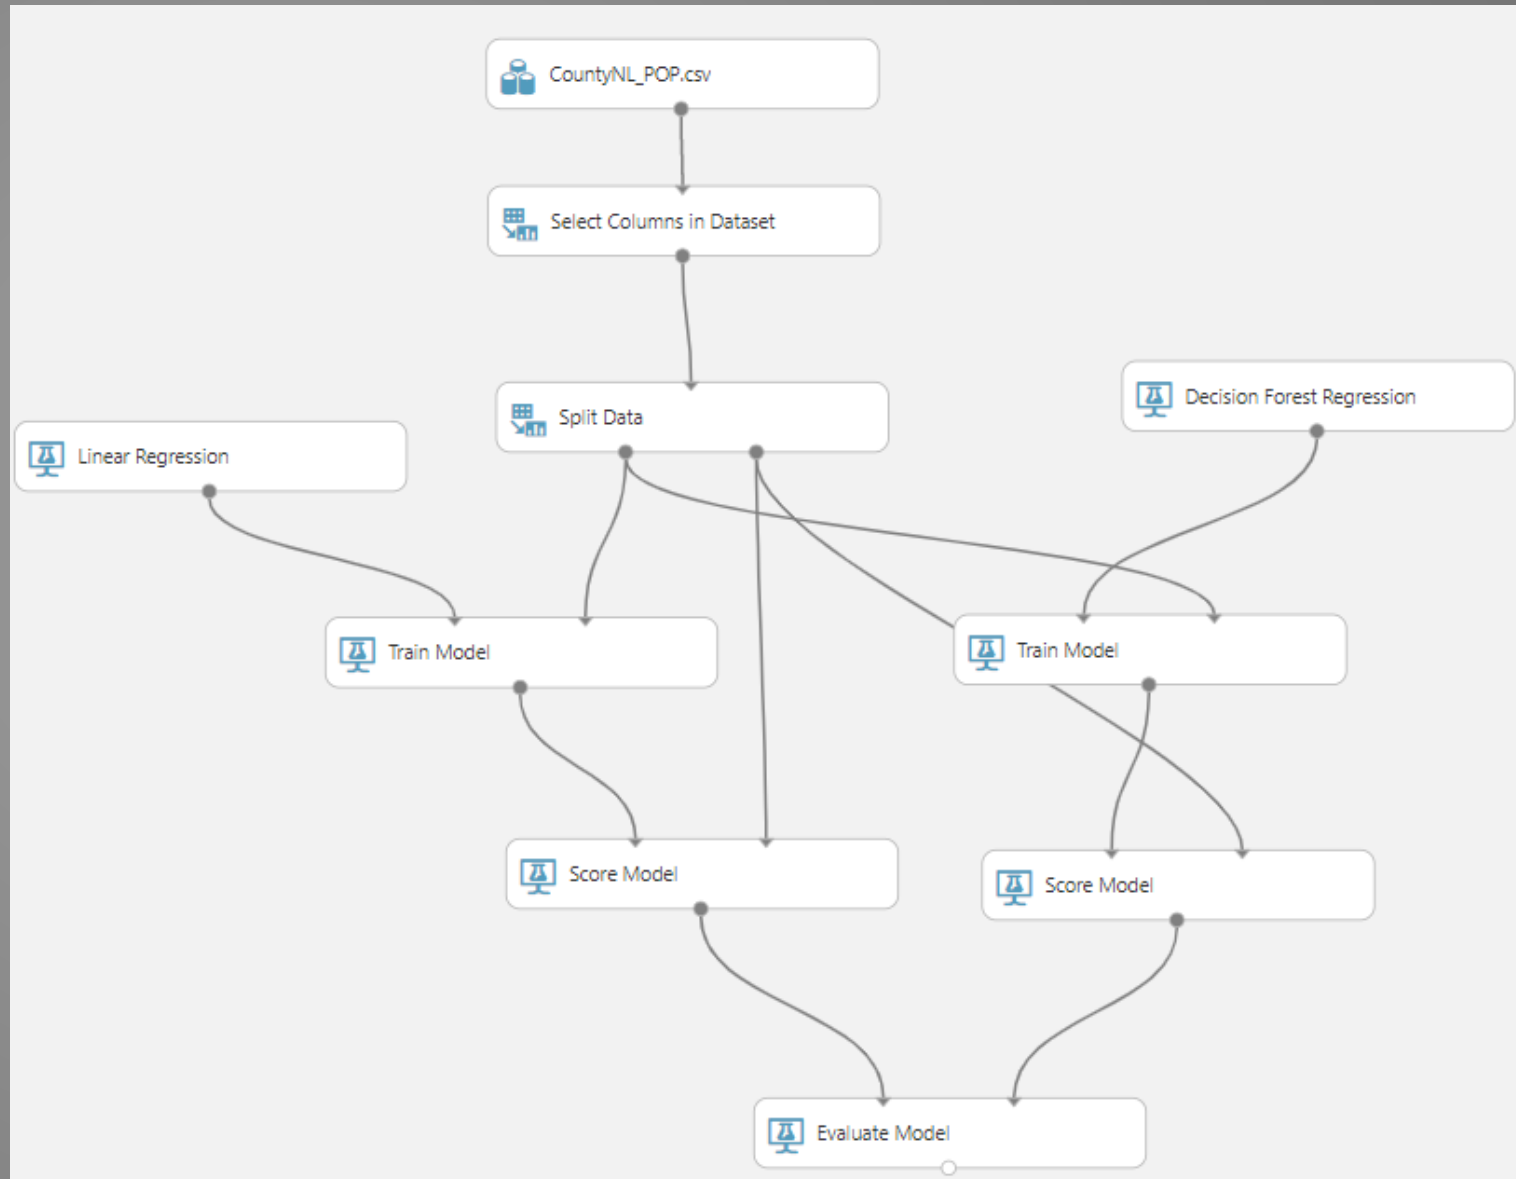 CountyNL_POP.csv
Select Columns in Dataset
Decision Forest Regression
Split Data
Linear Regression
Train Model
Train Model
Score Model
Score Model
Evaluate Model